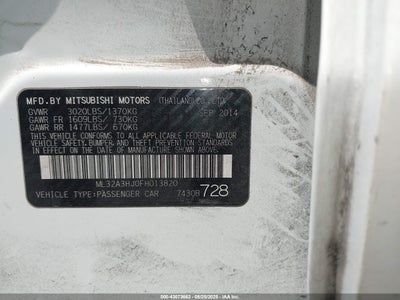 MFD.BY MITSUBISHI MOTORS (THAILAND)CO.,LTD.
GVWR 3020LBS/1370KG SEP 2014
GAWR FR 1609LBS/ 730KG
GAWR RR 1477LBS/ 670KG
THIS VEHICLE CONFORMS TO ALL APPLICABLE
FEDERAL MOTOR VEHICLE
SAFETY,BUMPER,AND THEFT PREVENTION
STANDARDS IN EFFECT ON THE DATE OF
MANUFACTURE SHOWN ABOVE.
ML32A3HJ0FH013820
VEHICLE TYPE:PASSENGER CAR 7430B 728